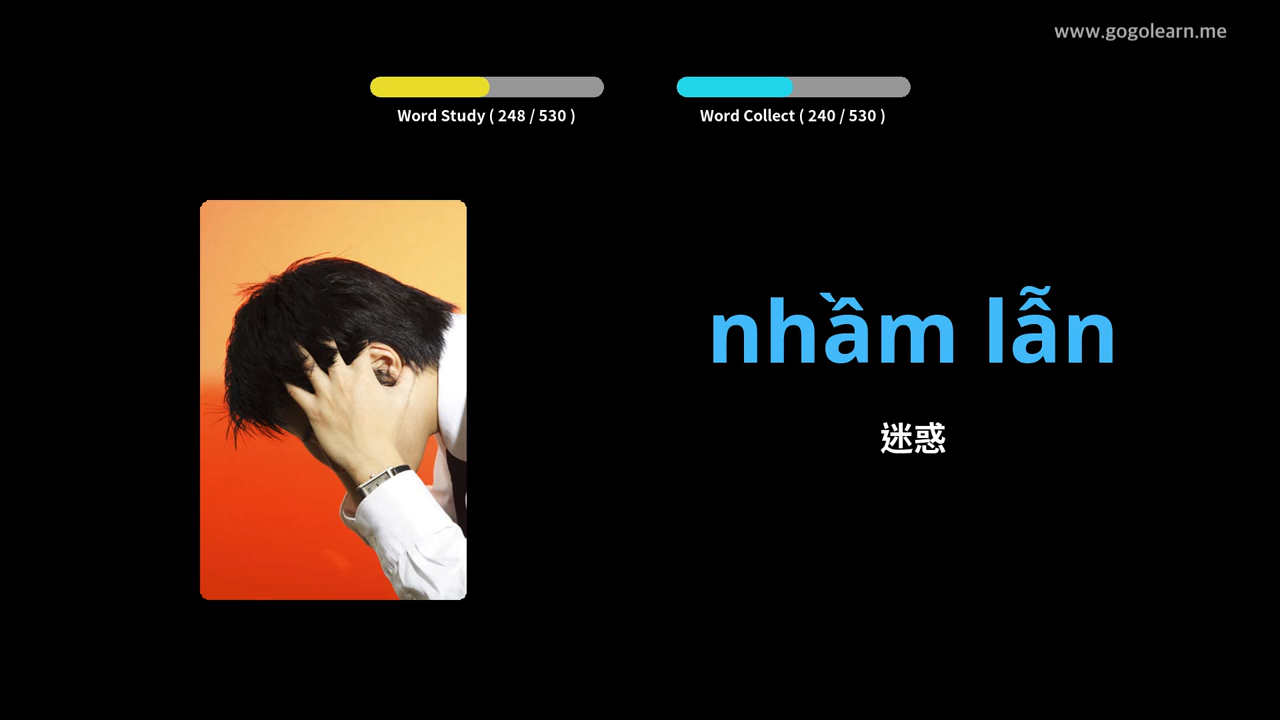 www.gogolearn.me
Word Study ( 248 / 530 )
Word Collect ( 240 / 530 )
nhầm lẫn
迷惑